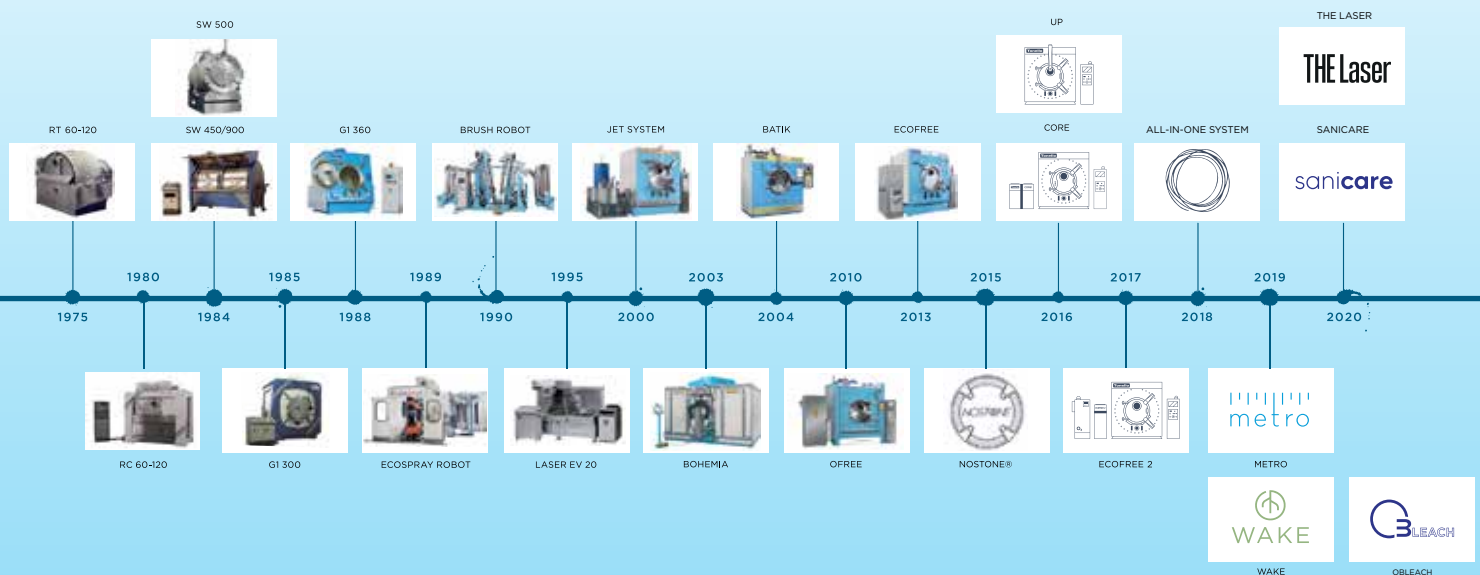 SW 500
UP
THE LASER
THE Laser
RT 60-120
SW 450/900
G1 360
BRUSH ROBOT
JET SYSTEM
BATIK
ECOFREE
CORE
ALL-IN-ONE SYSTEM
SANICARE
sanicare
1980
1985
1989
1995
2003
2010
2015
2017
2019
1975
1984
1988
1990
2000
2004
2013
2016
2018
2020
NOSTONE
metro
RC 60-120
G1 300
ECOSPRAY ROBOT
LASER EV 20
BOHEMIA
OFREE
NOSTONE®
ECOFREE 2
METRO
WAKE
O3BLEACH
WAKE
OBLEACH